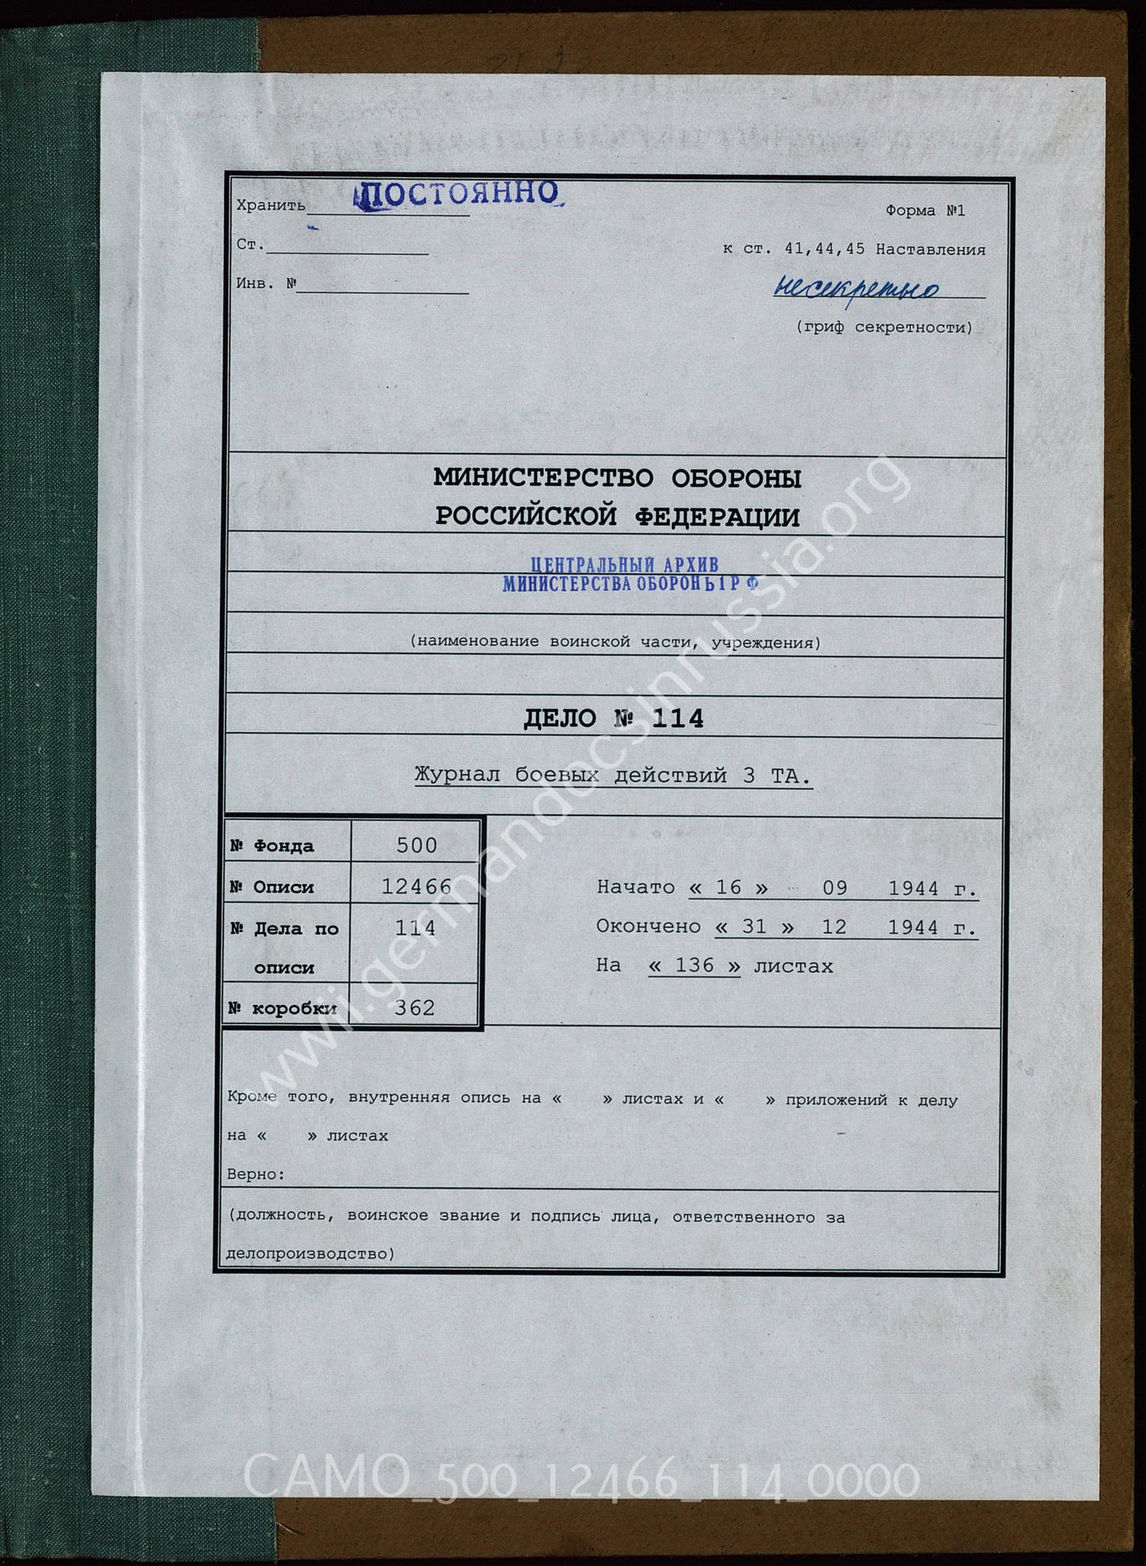 Хранить ПОСТОЯННО
Форма №1
Ст.
к ст. 41,44,45 Наставления
Инв. №
несекретно
(гриф секретности)
МИНИСТЕРСТВО ОБОРОНЫ
РОССИЙСКОЙ ФЕДЕРАЦИИ
ЦЕНТРАЛЬНЫЙ АРХИВ
МИНИСТЕРСТВА ОБОРОНЫ РФ
(наименование воинской части, учреждения)
ДЕЛО № 114
Журнал боевых действий 3 ТА.
№ Фонда 500
№ Описи 12466
№ Дела по описи 114
№ коробки 362
Начато « 16 » 09 1944 г.
Окончено « 31 » 12 1944 г.
На « 136 » листах
Кроме того, внутренняя опись на « » листах и « » приложений к делу
на « » листах
Верно:
(должность, воинское звание и подпись лица, ответственного за
делопроизводство)
wwii.germandocsinrussia.org
CAMO_500_12466_114_0000